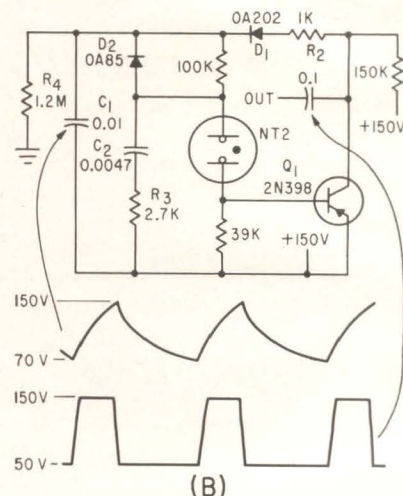 0A202
1K
D2
0A85
D1
R2
R4
1.2M
100K
0.1
150K
OUT
+150V
C1
0.01
C2
0.0047
NT2
Q1
2N398
R3
2.7K
39K
+150V
150V
70 V
150V
50 V
(B)